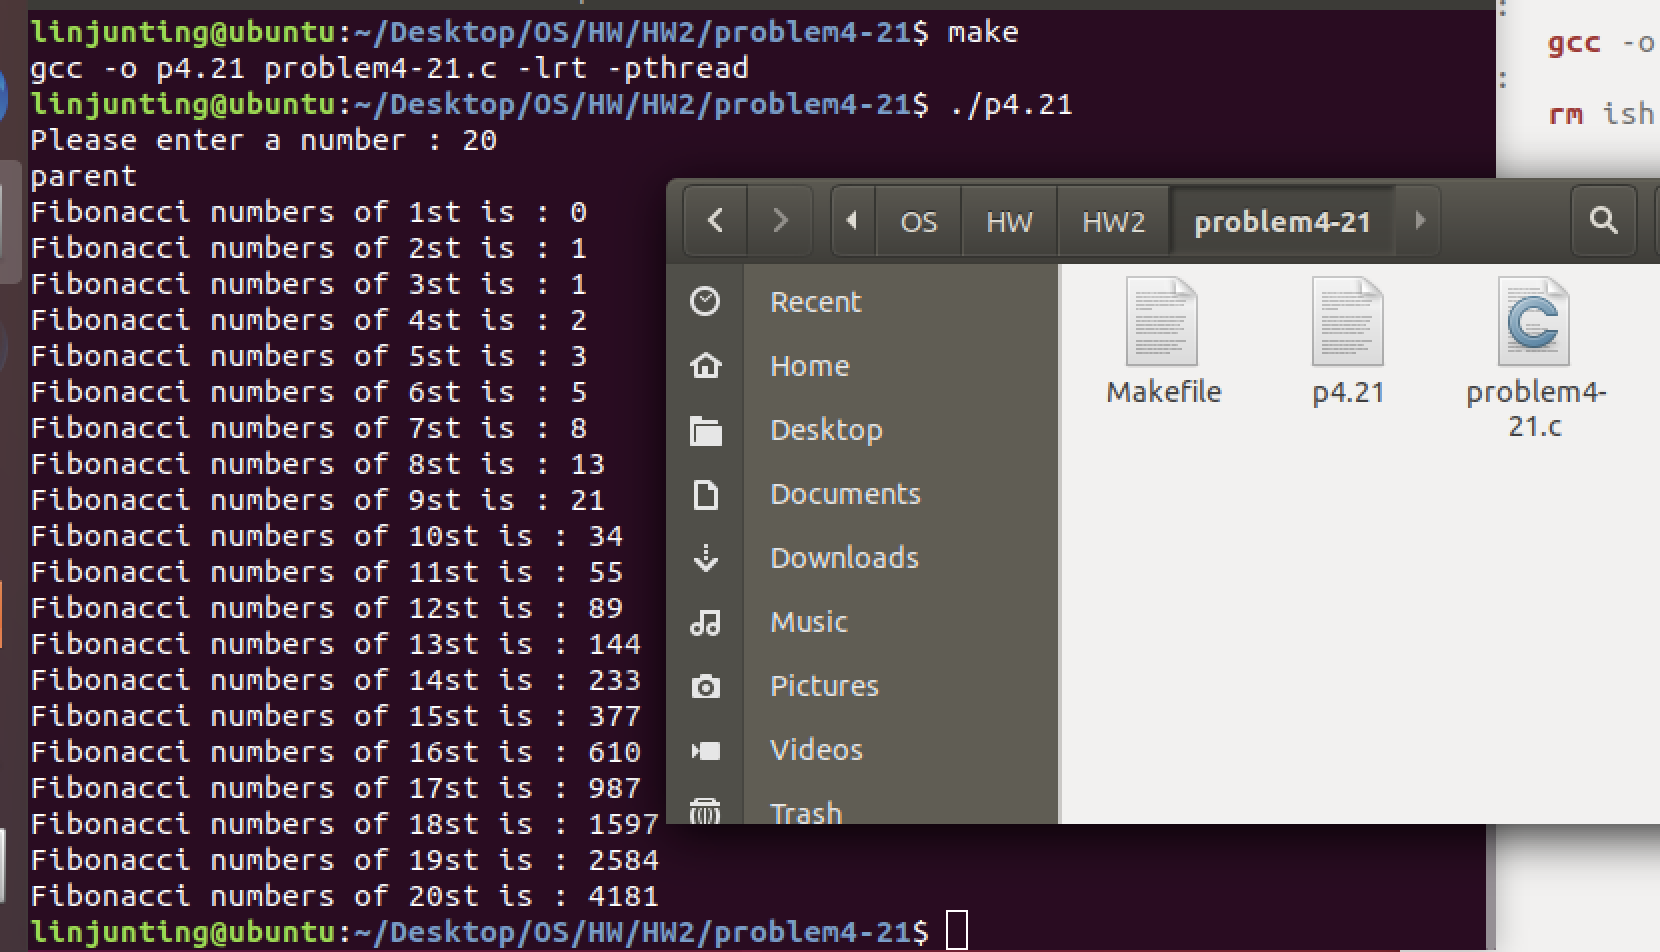 linjunting@ubuntu:~/Desktop/OS/HW/HW2/problem4-21$ make
gcc -o p4.21 problem4-21.c -lrt -pthread
linjunting@ubuntu:~/Desktop/OS/HW/HW2/problem4-21$ ./p4.21
Please enter a number : 20
parent
Fibonacci numbers of 1st is : 0
Fibonacci numbers of 2st is : 1
Fibonacci numbers of 3st is : 1
Fibonacci numbers of 4st is : 2
Fibonacci numbers of 5st is : 3
Fibonacci numbers of 6st is : 5
Fibonacci numbers of 7st is : 8
Fibonacci numbers of 8st is : 13
Fibonacci numbers of 9st is : 21
Fibonacci numbers of 10st is : 34
Fibonacci numbers of 11st is : 55
Fibonacci numbers of 12st is : 89
Fibonacci numbers of 13st is : 144
Fibonacci numbers of 14st is : 233
Fibonacci numbers of 15st is : 377
Fibonacci numbers of 16st is : 610
Fibonacci numbers of 17st is : 987
Fibonacci numbers of 18st is : 1597
Fibonacci numbers of 19st is : 2584
Fibonacci numbers of 20st is : 4181
linjunting@ubuntu:~/Desktop/OS/HW/HW2/problem4-21$
OS HW HW2 problem4-21
Recent
Home
Desktop
Documents
Downloads
Music
Pictures
Videos
Trash
Makefile
p4.21
problem4-
21.c
:
gcc -o
:
rm ish